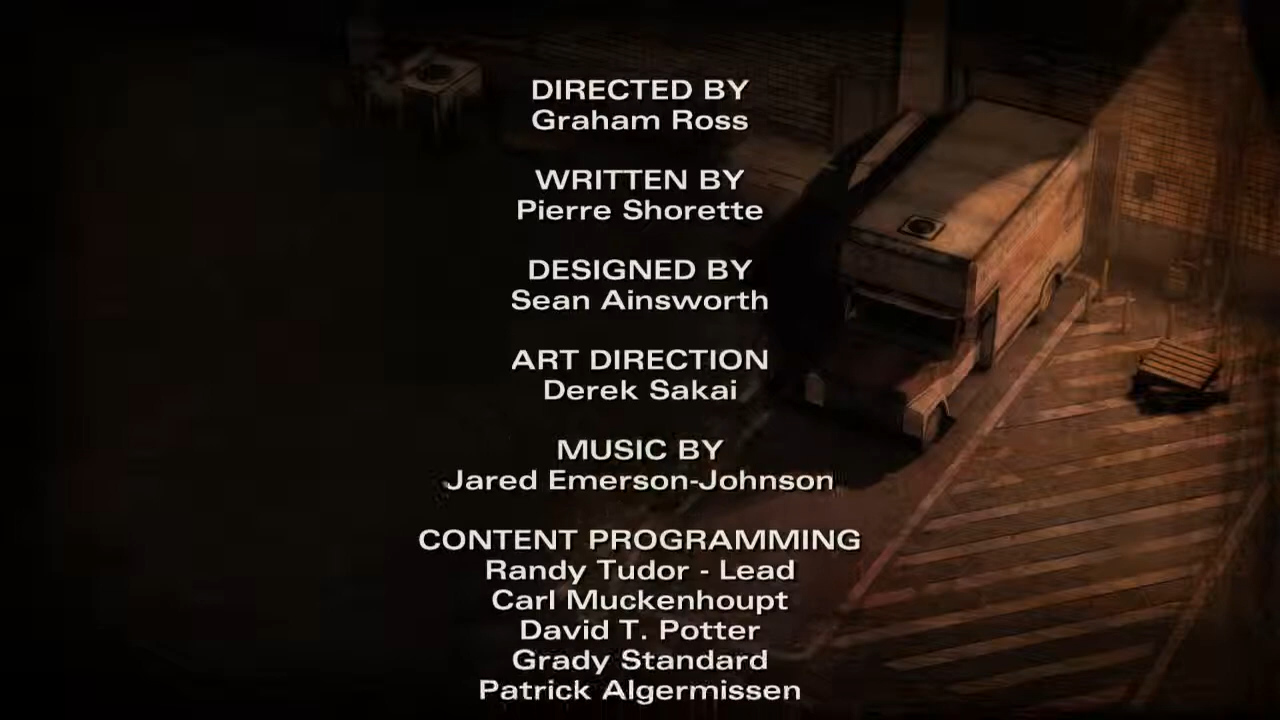 DIRECTED BY
Graham Ross
WRITTEN BY
Pierre Shorette
DESIGNED BY
Sean Ainsworth
ART DIRECTION
Derek Sakai
MUSIC BY
Jared Emerson-Johnson
CONTENT PROGRAMMING
Randy Tudor - Lead
Carl Muckenhoupt
David T. Potter
Grady Standard
Patrick Algermissen